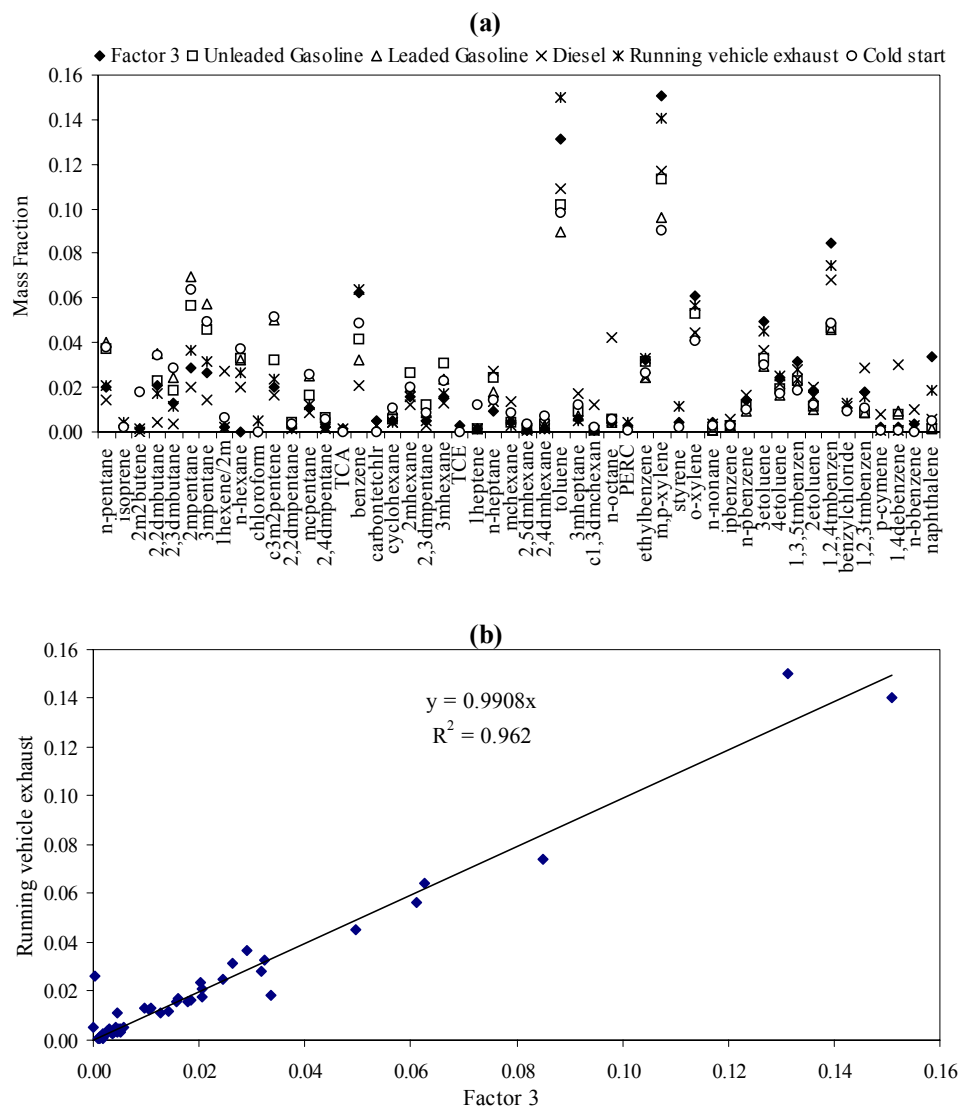 (a)
Factor 3 Unleaded Gasoline Leaded Gasoline Diesel Running vehicle exhaust Cold start
0.16
0.14
0.12
0.10
0.08
0.06
0.04
0.02
0.00
Mass Fraction
n-pentane
isoprene
2m2butene
2,2dmbutane
2,3dmbutane
2mpentane
3mpentane
1hexene/2m
n-hexane
chloroform
c3m2pentene
2,2dmpentane
mcpentane
2,4dmpentane
TCA
benzene
carbontetchlr
cyclohexane
2mhexane
2,3dmpentane
3mhexane
TCE
1heptene
n-heptane
mchexane
2,5dmhexane
2,4dmhexane
toluene
3mheptane
c1,3dmchexan
n-octane
PERC
ethylbenzene
m,p-xylene
styrene
o-xylene
n-nonane
ipbenzene
n-pbenzene
3etoluene
4etoluene
1,3,5tmbenzen
2etoluene
1,2,4tmbenzen
benzylchloride
1,2,3tmbenzen
p-cymene
1,4debenzene
n-bbenzene
naphthalene
(b)
0.16
0.14
0.12
0.10
0.08
0.06
0.04
0.02
0.00
Running vehicle exhaust
y = 0.9908x
R² = 0.962
0.00 0.02 0.04 0.06 0.08 0.10 0.12 0.14 0.16
Factor 3